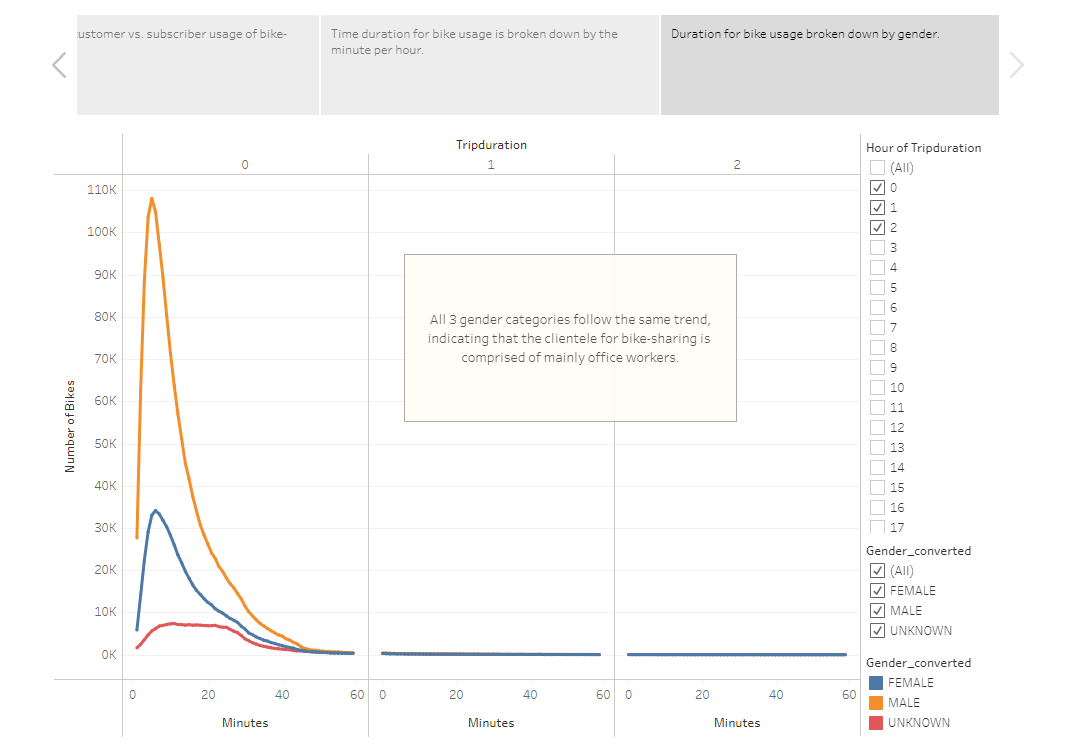 ustomer vs. subscriber usage of bike-
Time duration for bike usage is broken down by the
minute per hour.
Duration for bike usage broken down by gender.
Tripduration
0
1
2
Number of Bikes
110K
100K
90K
80K
70K
60K
50K
40K
30K
20K
10K
0K
All 3 gender categories follow the same trend,
indicating that the clientele for bike-sharing is
comprised of mainly office workers.
0 20 40 60
0 20 40 60
0 20 40 60
Minutes
Minutes
Minutes
Hour of Tripduration
(All)
0
1
2
3
4
5
6
7
8
9
10
11
12
13
14
15
16
17
Gender_converted
(All)
FEMALE
MALE
UNKNOWN
Gender_converted
FEMALE
MALE
UNKNOWN